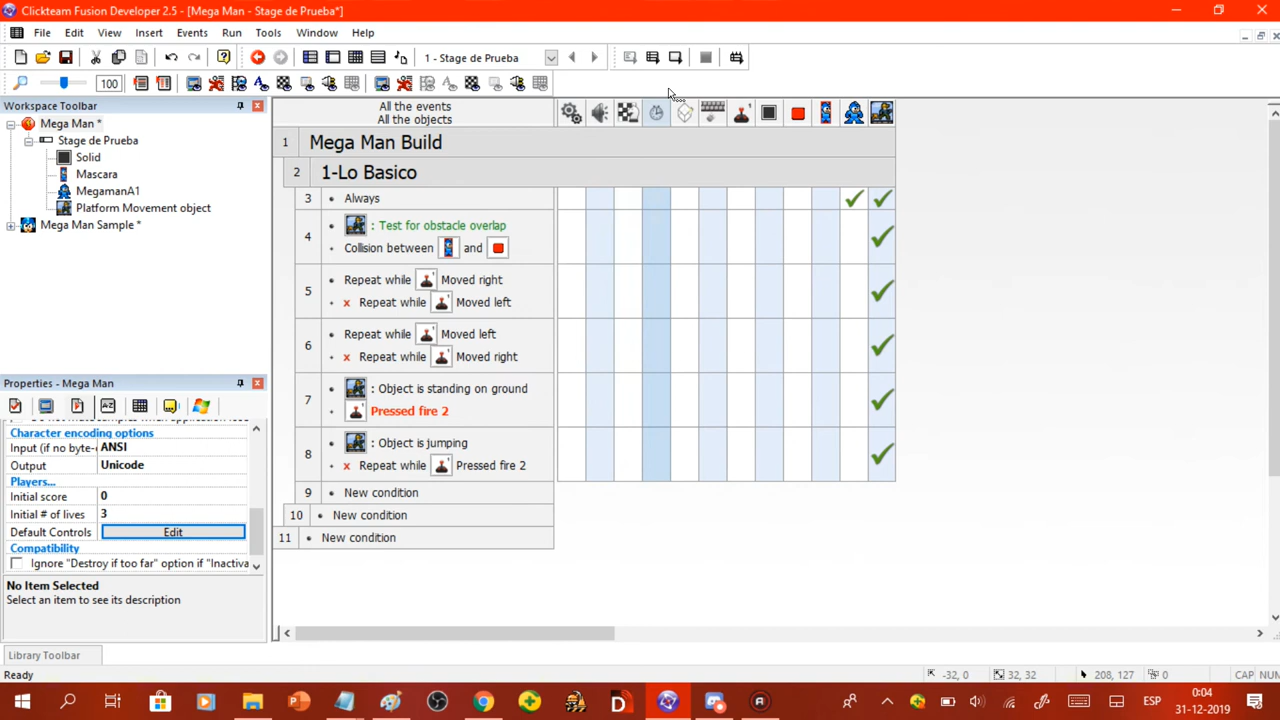 Clickteam Fusion Developer 2.5 - [Mega Man - Stage de Prueba*]
File Edit View Insert Events Run Tools Window Help
1 - Stage de Prueba
100
Workspace Toolbar
Mega Man *
Stage de Prueba
Solid
Mascara
MegamanA1
Platform Movement object
Mega Man Sample *
All the events
All the objects
1 Mega Man Build
2 1-Lo Basico
3 • Always
4 • : Test for obstacle overlap
• Collision between and
5 Repeat while Moved right
• x Repeat while Moved left
6 Repeat while Moved left
• x Repeat while Moved right
7 • : Object is standing on ground
• Pressed fire 2
8 • : Object is jumping
• x Repeat while Pressed fire 2
9 • New condition
10 • New condition
11 • New condition
Properties - Mega Man
Character encoding options
Input (if no byte- ANSI
Output Unicode
Players...
Initial score 0
Initial # of lives 3
Default Controls Edit
Compatibility
Ignore "Destroy if too far" option if "Inactiva
No Item Selected
Select an item to see its description
Library Toolbar
Ready
-32, 0 32, 32 208, 127 0 CAP NUM
ESP
0:04
31-12-2019